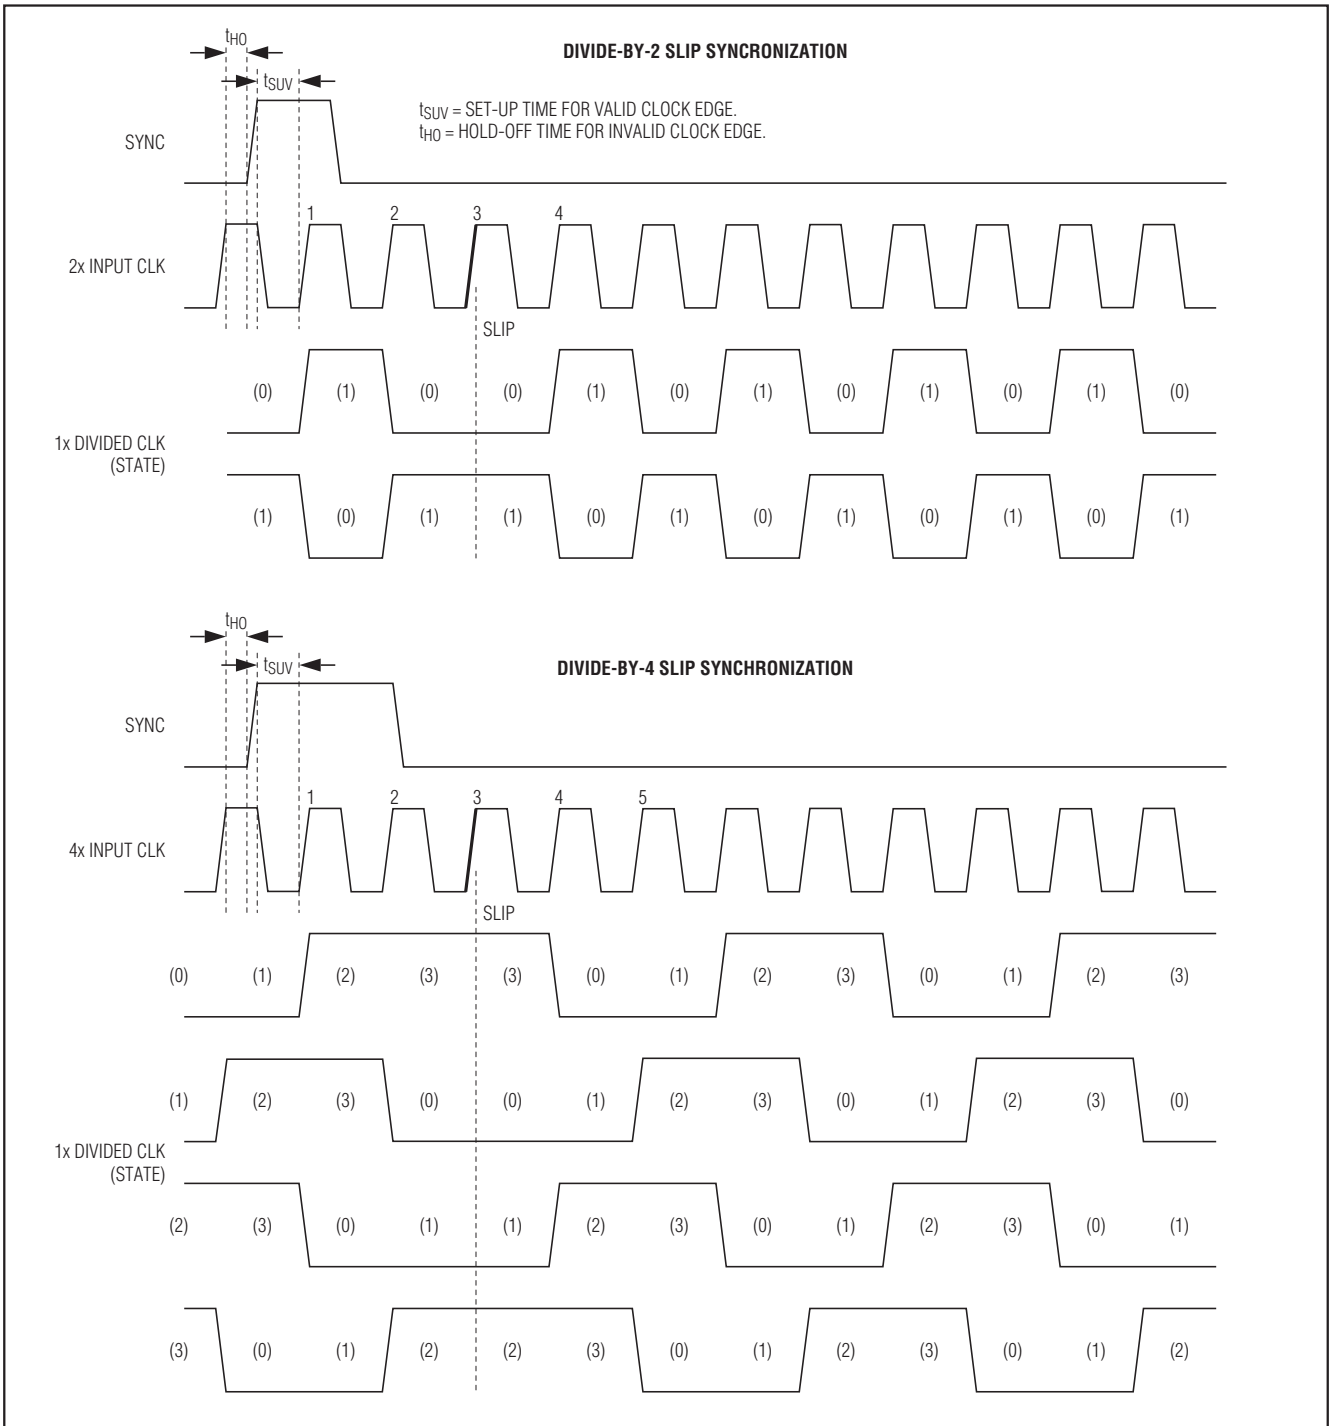 tHO
DIVIDE-BY-2 SLIP SYNCRONIZATION
tSUV
tSUV = SET-UP TIME FOR VALID CLOCK EDGE.
tHO = HOLD-OFF TIME FOR INVALID CLOCK EDGE.
SYNC
1 2 3 4
2x INPUT CLK
SLIP
(0) (1) (0) (0) (1) (0) (1) (0) (1) (0) (1) (0)
1x DIVIDED CLK
(STATE)
(1) (0) (1) (1) (0) (1) (0) (1) (0) (1) (0) (1)
tHO
tSUV
DIVIDE-BY-4 SLIP SYNCHRONIZATION
SYNC
1 2 3 4 5
4x INPUT CLK
SLIP
(0) (1) (2) (3) (3) (0) (1) (2) (3) (0) (1) (2) (3)
(1) (2) (3) (0) (0) (1) (2) (3) (0) (1) (2) (3) (0)
1x DIVIDED CLK
(STATE)
(2) (3) (0) (1) (1) (2) (3) (0) (1) (2) (3) (0) (1)
(3) (0) (1) (2) (2) (3) (0) (1) (2) (3) (0) (1) (2)